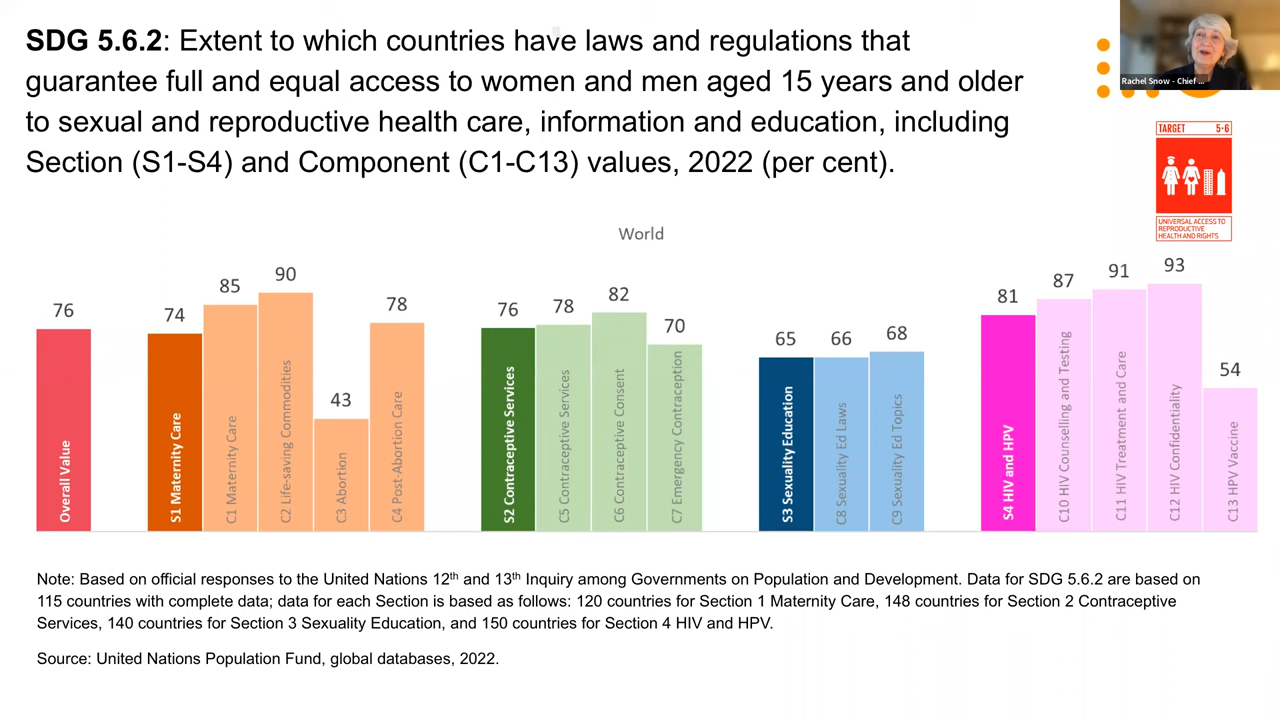 SDG 5.6.2: Extent to which countries have laws and regulations that
guarantee full and equal access to women and men aged 15 years and older
to sexual and reproductive health care, information and education, including
Section (S1-S4) and Component (C1-C13) values, 2022 (per cent).
Rachel Snow - Chief ...
TARGET 5·6
UNIVERSAL ACCESS TO
REPRODUCTIVE
HEALTH AND RIGHTS
World
76
Overall Value
74
S1 Maternity Care
85
C1 Maternity Care
90
C2 Life-saving Commodities
43
C3 Abortion
78
C4 Post-Abortion Care
76
S2 Contraceptive Services
78
C5 Contraceptive Services
82
C6 Contraceptive Consent
70
C7 Emergency Contraception
65
S3 Sexuality Education
66
C8 Sexuality Ed Laws
68
C9 Sexuality Ed Topics
81
S4 HIV and HPV
87
C10 HIV Counselling and Testing
91
C11 HIV Treatment and Care
93
C12 HIV Confidentiality
54
C13 HPV Vaccine
Note: Based on official responses to the United Nations 12th and 13th Inquiry among Governments on Population and Development. Data for SDG 5.6.2 are based on
115 countries with complete data; data for each Section is based as follows: 120 countries for Section 1 Maternity Care, 148 countries for Section 2 Contraceptive
Services, 140 countries for Section 3 Sexuality Education, and 150 countries for Section 4 HIV and HPV.
Source: United Nations Population Fund, global databases, 2022.